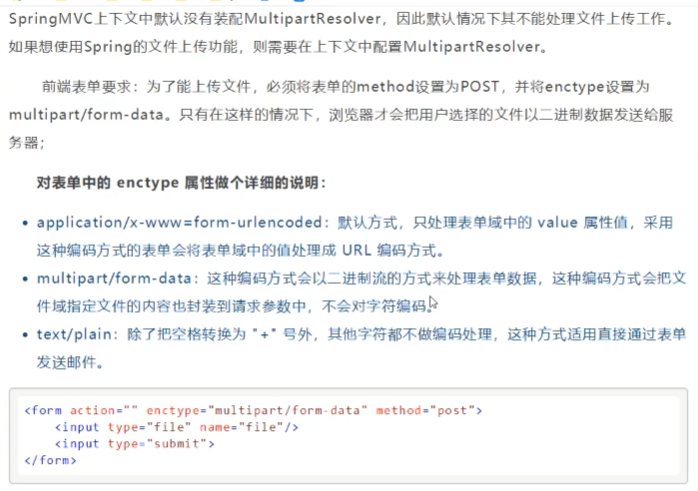 SpringMVC上下文中默认没有装配MultipartResolver，因此默认情况下其不能处理文件上传工作。
如果想使用Spring的文件上传功能，则需要在上下文中配置MultipartResolver。
前端表单要求：为了能上传文件，必须将表单的method设置为POST，并将enctype设置为
multipart/form-data。只有在这样的情况下，浏览器才会把用户选择的文件以二进制数据发送给服
务器；
对表单中的 enctype 属性做个详细的说明：
• application/x-www=form-urlencoded：默认方式，只处理表单域中的 value 属性值，采用
这种编码方式的表单会将表单域中的值处理成 URL 编码方式。
• multipart/form-data：这种编码方式会以二进制流的方式来处理表单数据，这种编码方式会把文
件域指定文件的内容也封装到请求参数中，不会对字符编码。
• text/plain：除了把空格转换为 "+" 号外，其他字符都不做编码处理，这种方式适用直接通过表单
发送邮件。
<form action="" enctype="multipart/form-data" method="post">
    <input type="file" name="file"/>
    <input type="submit">
</form>